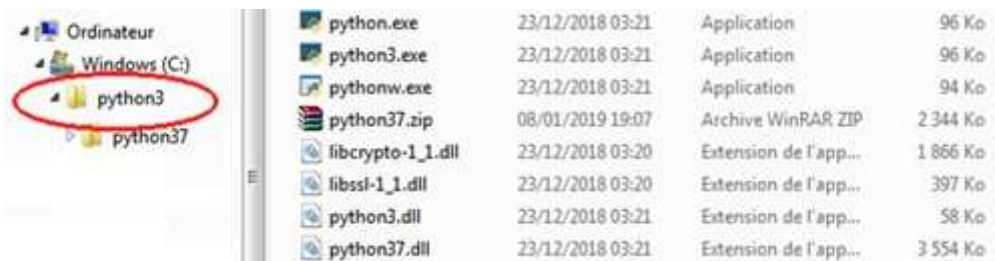 Ordinateur
Windows (C:)
python3
python37
python.exe 23/12/2018 03:21 Application 96 Ko
python3.exe 23/12/2018 03:21 Application 96 Ko
pythonw.exe 23/12/2018 03:21 Application 94 Ko
python37.zip 08/01/2019 19:07 Archive WinRAR ZIP 2 344 Ko
libcrypto-1_1.dll 23/12/2018 03:20 Extension de l'app... 1 866 Ko
libssl-1_1.dll 23/12/2018 03:20 Extension de l'app... 397 Ko
python3.dll 23/12/2018 03:21 Extension de l'app... 58 Ko
python37.dll 23/12/2018 03:21 Extension de l'app... 3 554 Ko